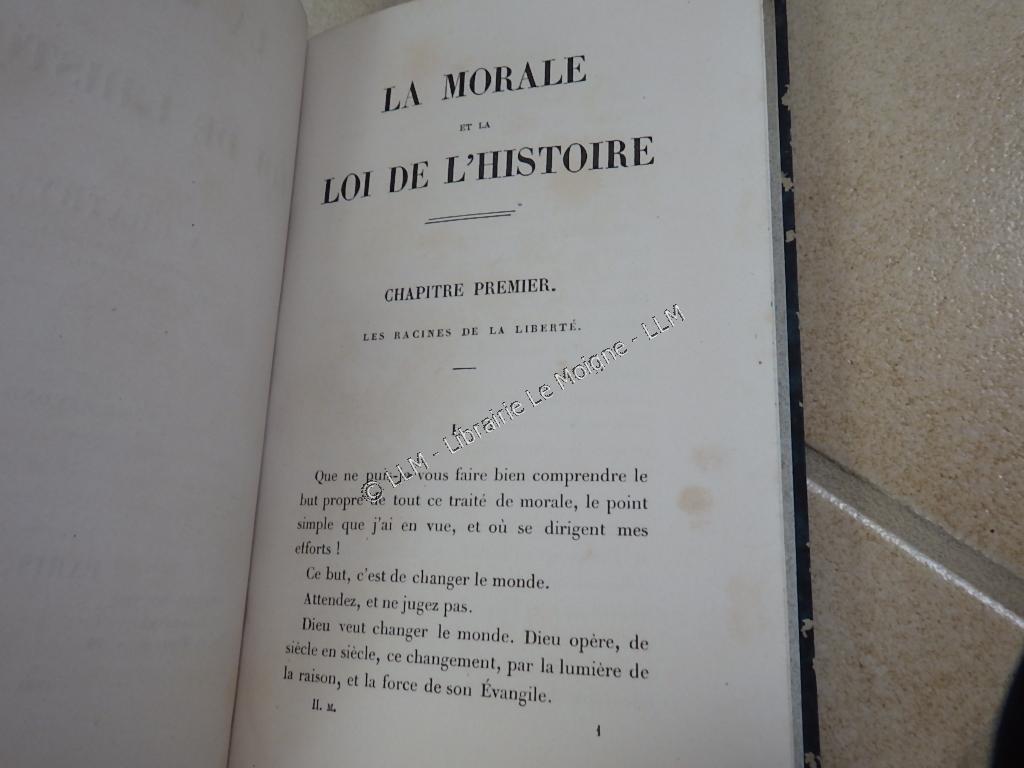 LA MORALE
ET LA
LOI DE L'HISTOIRE
CHAPITRE PREMIER.
LES RACINES DE LA LIBERTÉ.
I.
© LLM - Librairie Le Moigne - LLM
Que ne puis-je vous faire bien comprendre le
but propre de tout ce traité de morale, le point
simple que j'ai en vue, et où se dirigent mes
efforts !
Ce but, c'est de changer le monde.
Attendez, et ne jugez pas.
Dieu veut changer le monde. Dieu opère, de
siècle en siècle, ce changement, par la lumière de
la raison, et la force de son Évangile.
II. M.
1